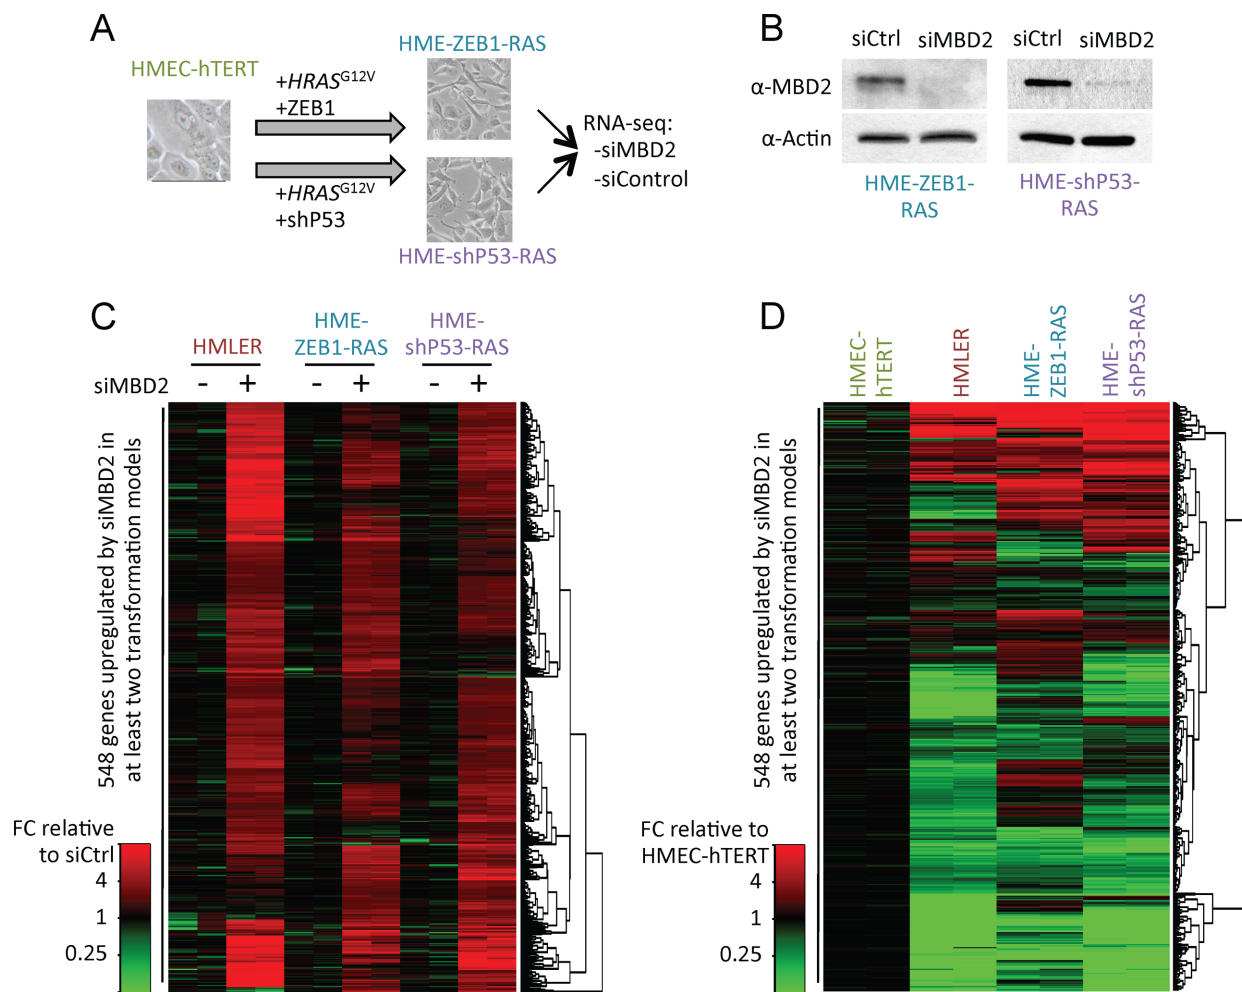 A
HMEC-hTERT
+HRASG12V
+ZEB1
+HRASG12V
+shP53
HME-ZEB1-RAS
HME-shP53-RAS
RNA-seq:
-siMBD2
-siControl
B
siCtrl siMBD2 siCtrl siMBD2
α-MBD2
α-Actin
HME-ZEB1-
RAS
HME-shP53-
RAS
C
HMLER
HME-
ZEB1-RAS
HME-
shP53-RAS
siMBD2 - + - + - +
548 genes upregulated by siMBD2 in
at least two transformation models
FC relative
to siCtrl
4
1
0.25
D
HMEC-
hTERT
HMLER
HME-
ZEB1-RAS
HME-
shP53-RAS
548 genes upregulated by siMBD2 in
at least two transformation models
FC relative to
HMEC-hTERT
4
1
0.25